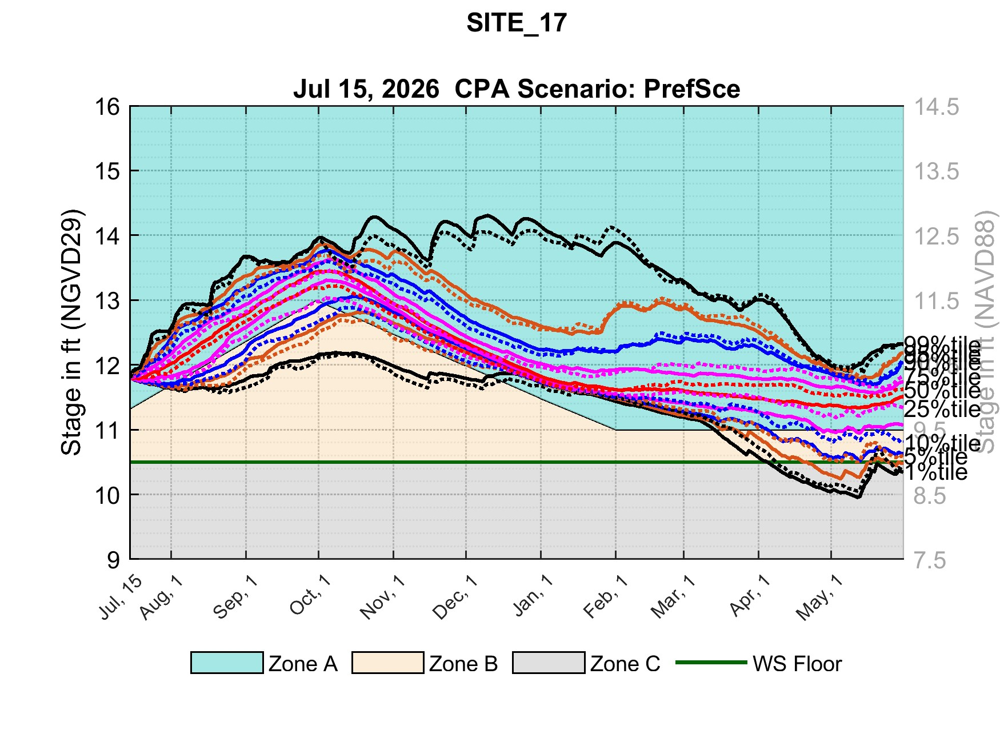 SITE_17
Jul 15, 2026 CPA Scenario: PrefSce
16
15
14
13
12
11
10
9
Stage in ft (NGVD29)
14.5
13.5
12.5
11.5
9.5
8.5
7.5
Stage in ft (NAVD88)
99%tile
90%tile
75%tile
50%tile
25%tile
10%tile
5%tile
1%tile
Jul, 15
Aug, 1
Sep, 1
Oct, 1
Nov, 1
Dec, 1
Jan, 1
Feb, 1
Mar, 1
Apr, 1
May, 1
Zone A
Zone B
Zone C
WS Floor